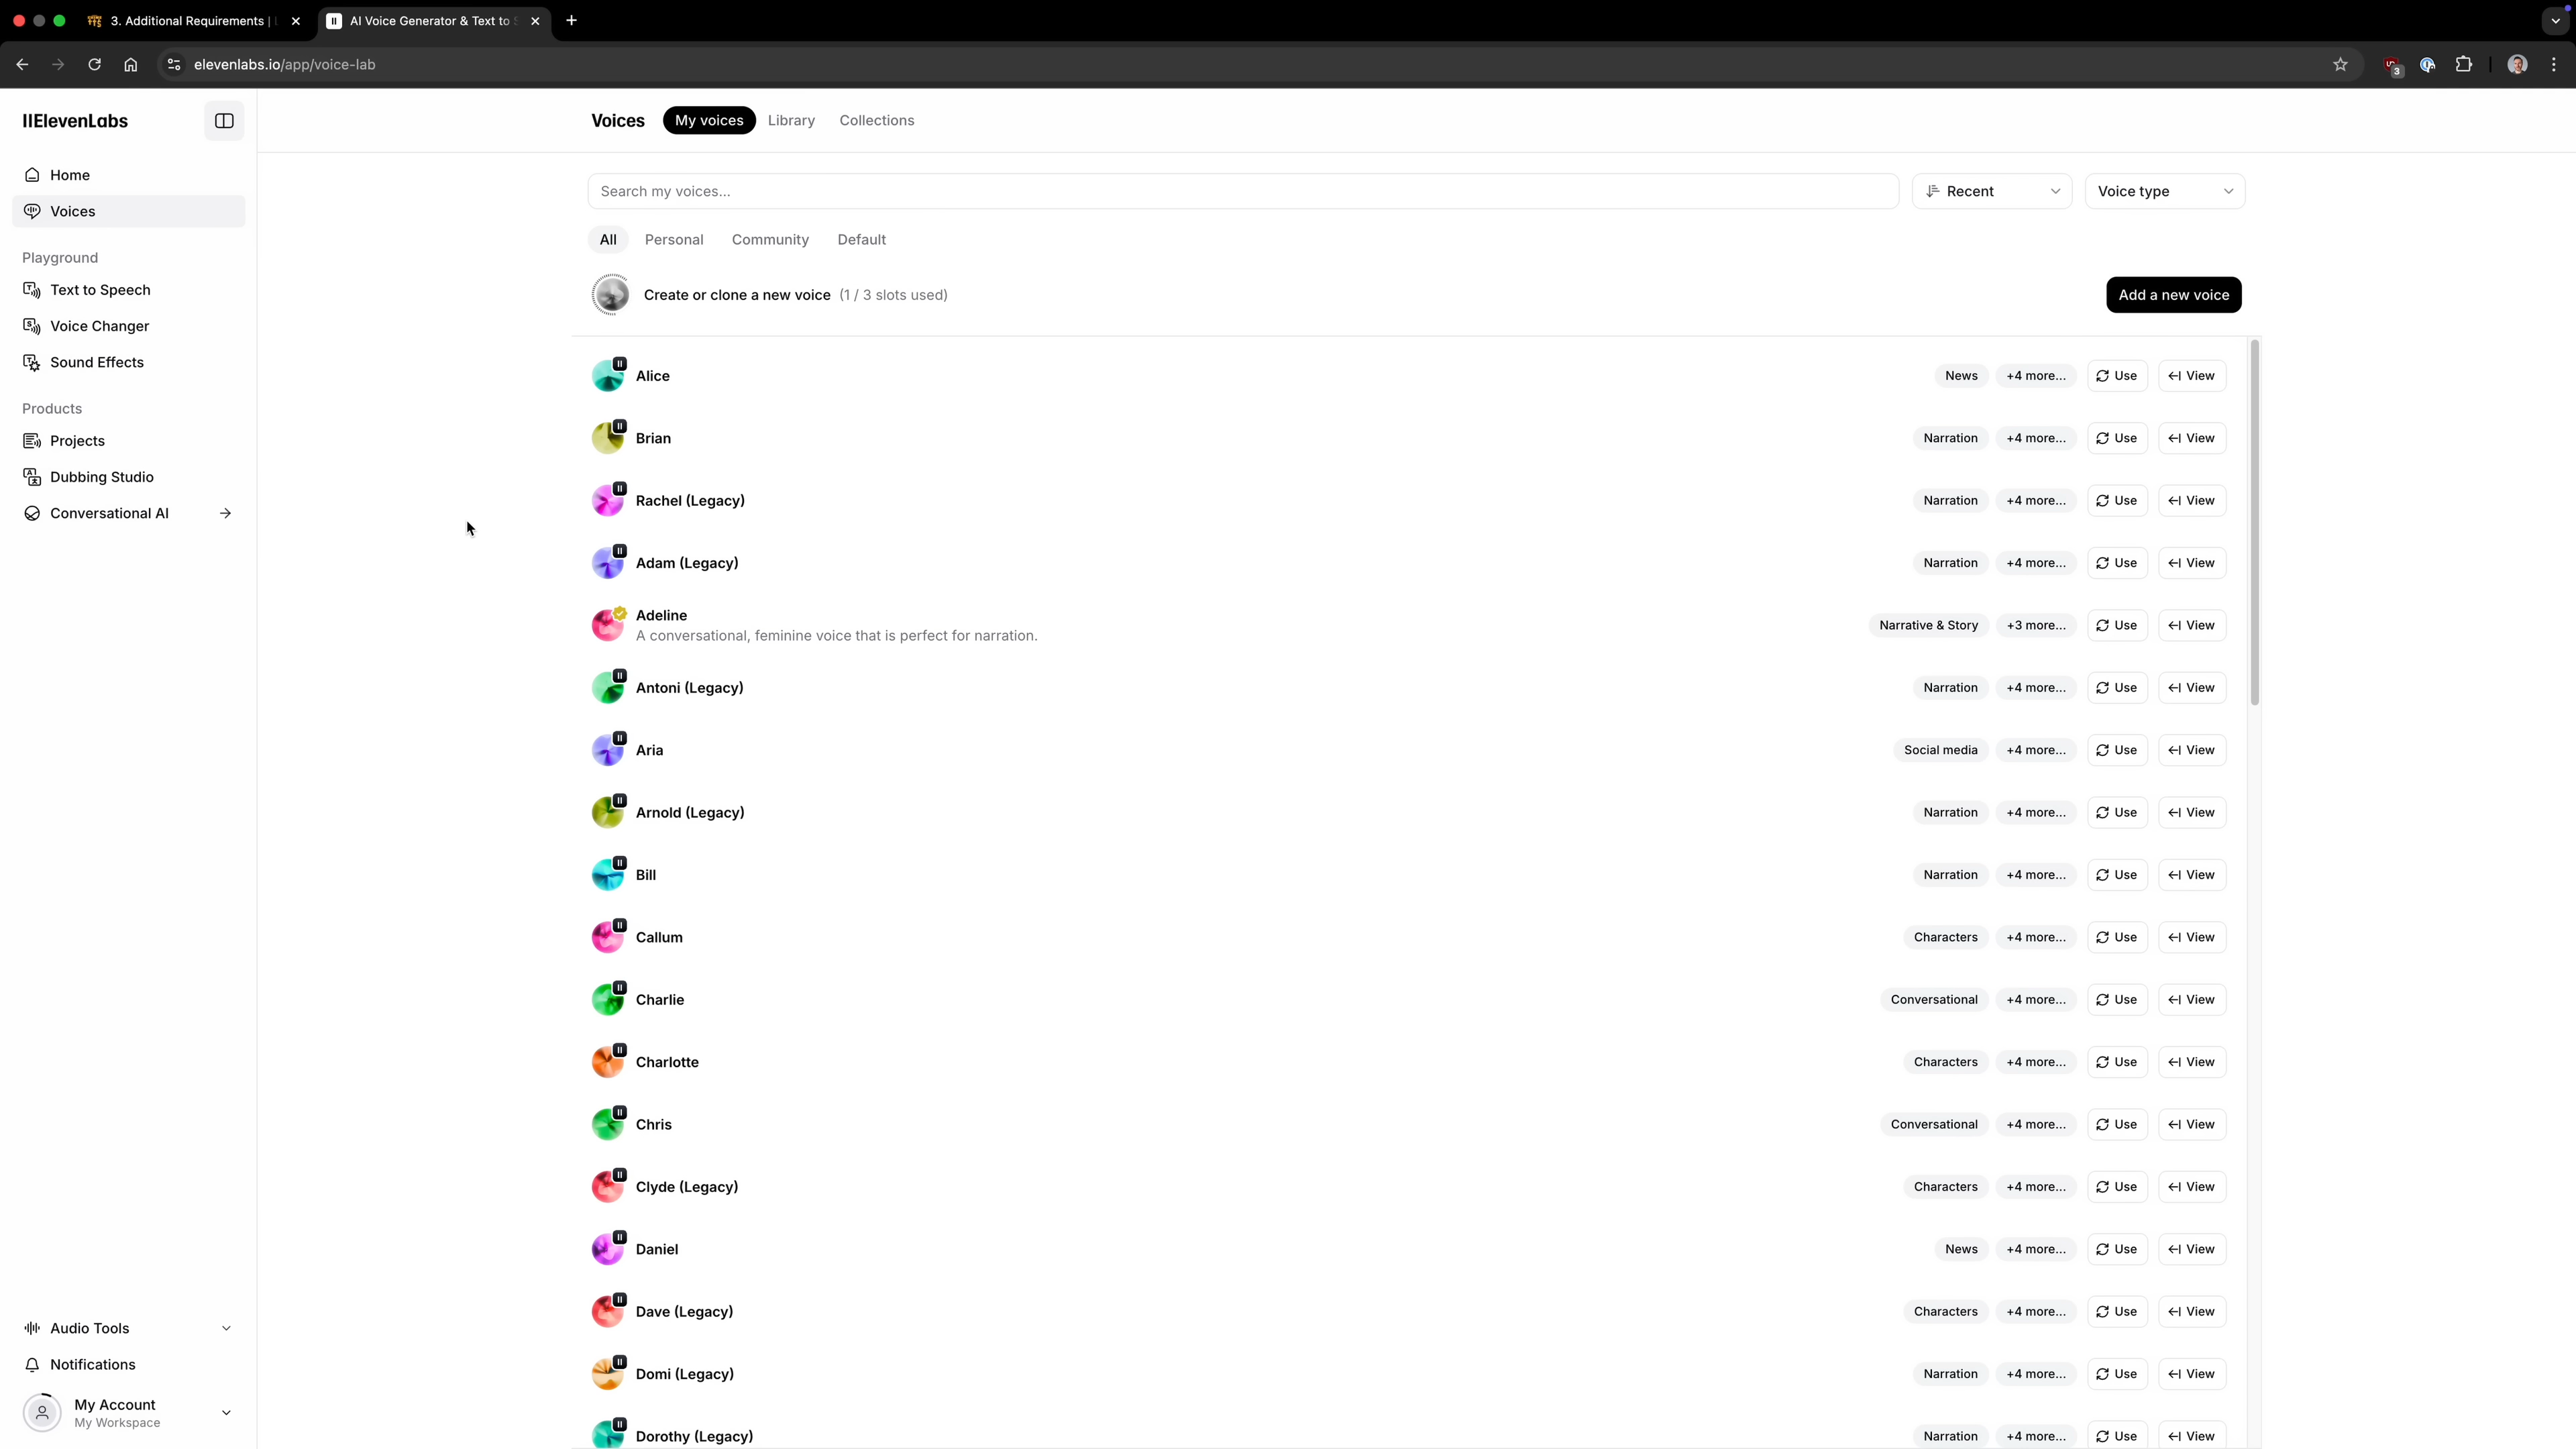 3. Additional Requirements |
AI Voice Generator & Text to S
elevenlabs.io/app/voice-lab
3
IIElevenLabs
Home
Voices
Playground
Text to Speech
Voice Changer
Sound Effects
Products
Projects
Dubbing Studio
Conversational AI
Audio Tools
Notifications
My Account
My Workspace
Voices My voices Library Collections
Search my voices...
Recent
Voice type
All Personal Community Default
Create or clone a new voice (1 / 3 slots used)
Add a new voice
Alice News +4 more... Use View
Brian Narration +4 more... Use View
Rachel (Legacy) Narration +4 more... Use View
Adam (Legacy) Narration +4 more... Use View
Adeline
A conversational, feminine voice that is perfect for narration.
Narrative & Story +3 more... Use View
Antoni (Legacy) Narration +4 more... Use View
Aria Social media +4 more... Use View
Arnold (Legacy) Narration +4 more... Use View
Bill Narration +4 more... Use View
Callum Characters +4 more... Use View
Charlie Conversational +4 more... Use View
Charlotte Characters +4 more... Use View
Chris Conversational +4 more... Use View
Clyde (Legacy) Characters +4 more... Use View
Daniel News +4 more... Use View
Dave (Legacy) Characters +4 more... Use View
Domi (Legacy) Narration +4 more... Use View
Dorothy (Legacy) Narration +4 more... Use View